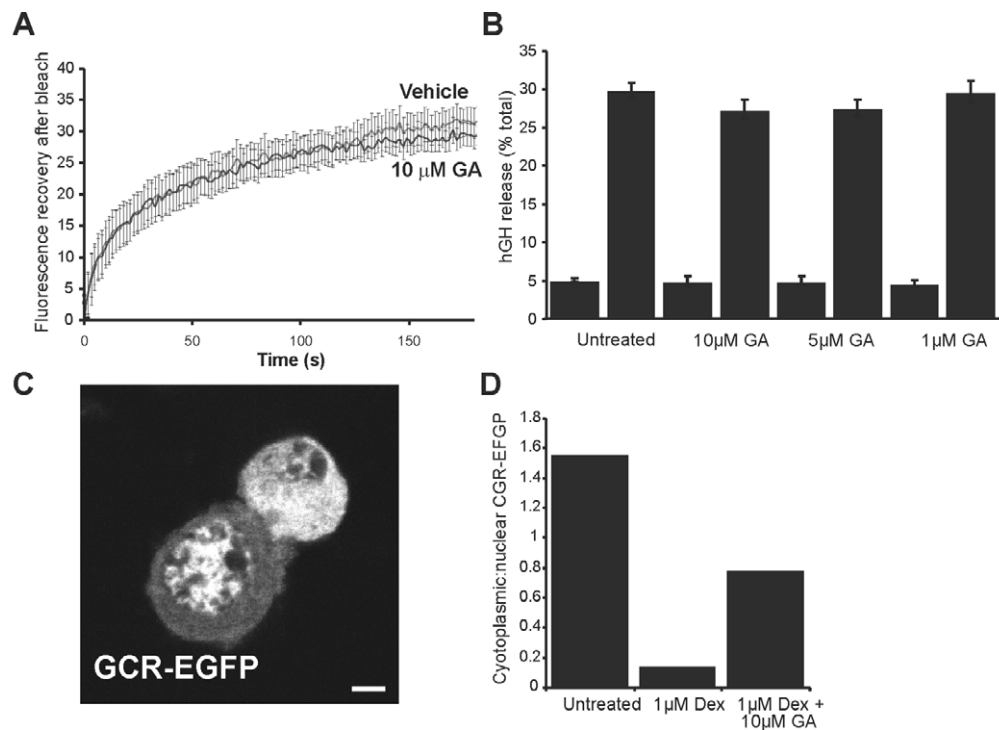 A
Fluorescence recovery after bleach
40
35
30
25
20
15
10
5
0
Vehicle
10 µM GA
0
50
100
150
Time (s)
B
hGH release (% total)
35
30
25
20
15
10
5
0
Untreated
10µM GA
5µM GA
1µM GA
C
GCR-EGFP
D
Cyotoplasmic:nuclear CGR-EFGP
1.8
1.6
1.4
1.2
1
0.8
0.6
0.4
0.2
0
Untreated
1µM Dex
1µM Dex +
10µM GA